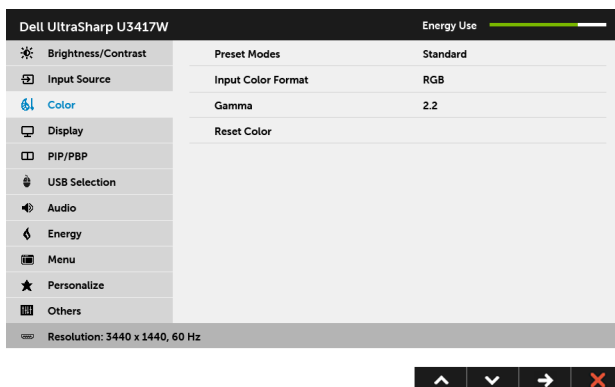 Dell UltraSharp U3417W
Energy Use
Brightness/Contrast
Preset Modes
Standard
Input Source
Input Color Format
RGB
Color
Gamma
2.2
Display
Reset Color
PIP/PBP
USB Selection
Audio
Energy
Menu
Personalize
Others
Resolution: 3440 x 1440, 60 Hz